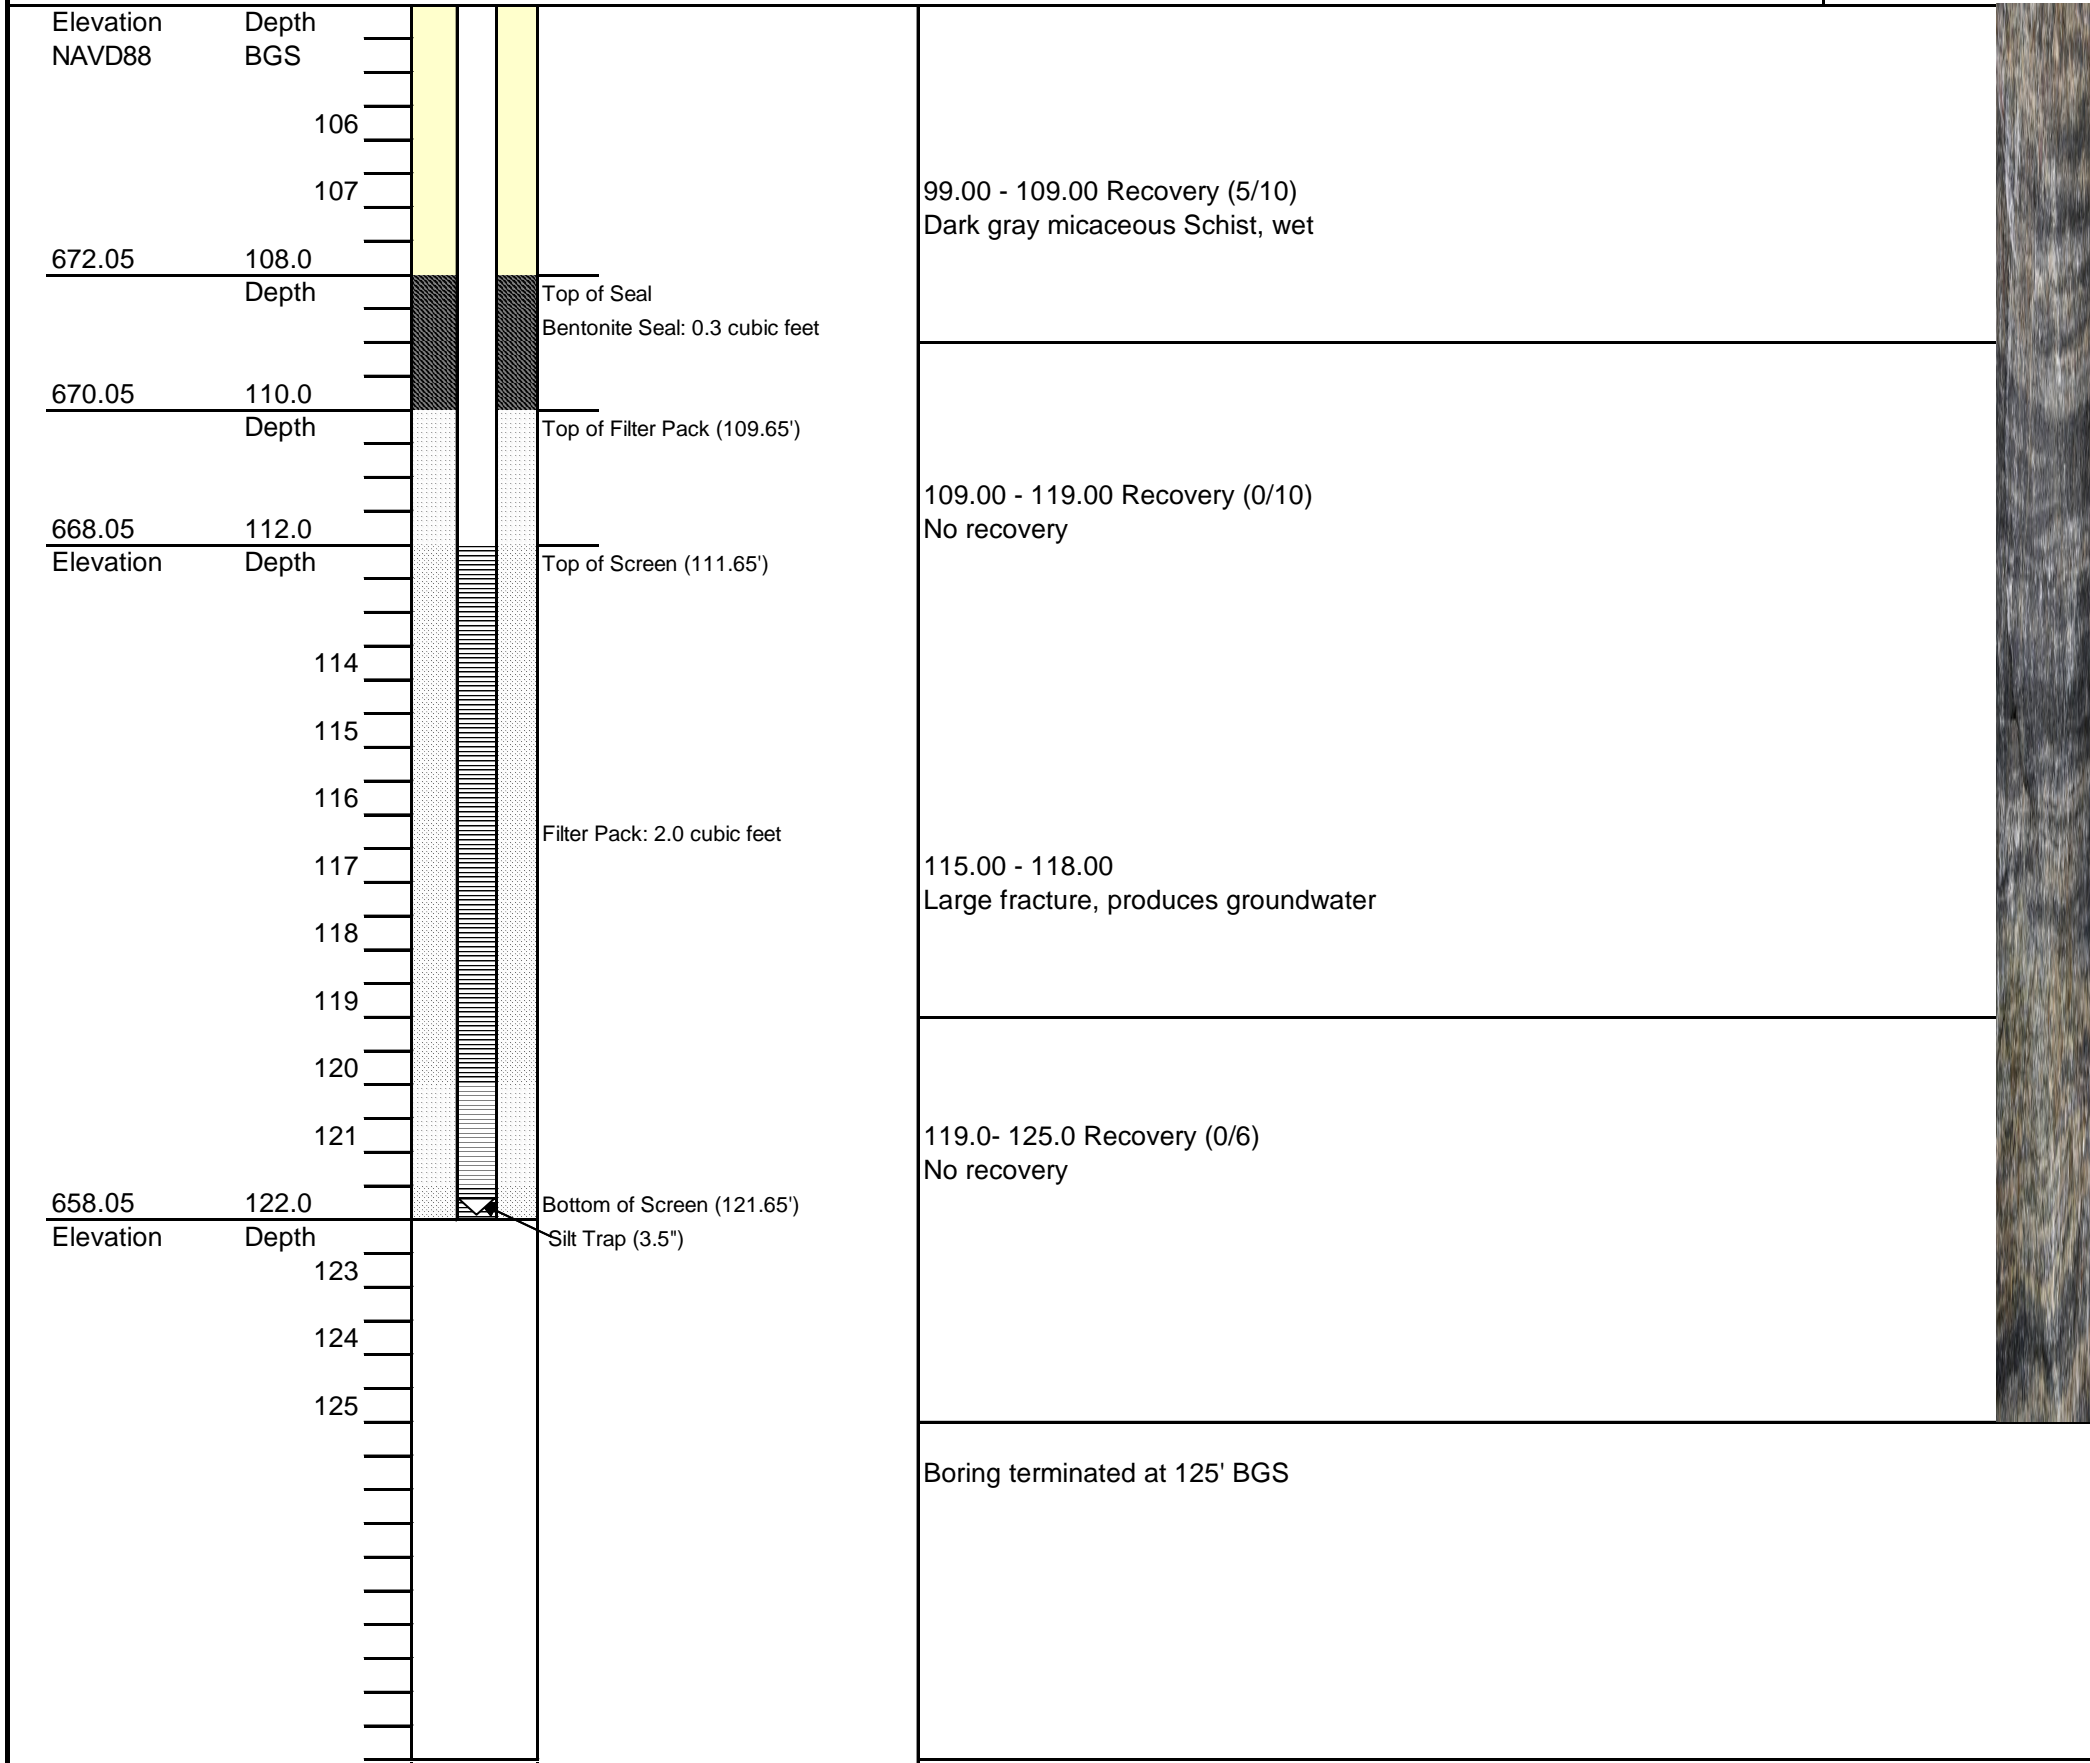 Elevation Depth
NAVD88 BGS
106
107
99.00 - 109.00 Recovery (5/10)
Dark gray micaceous Schist, wet
672.05 108.0
Depth
Top of Seal
Bentonite Seal: 0.3 cubic feet
670.05 110.0
Depth
Top of Filter Pack (109.65')
109.00 - 119.00 Recovery (0/10)
No recovery
668.05 112.0
Elevation Depth
Top of Screen (111.65')
114
115
116
Filter Pack: 2.0 cubic feet
117
115.00 - 118.00
Large fracture, produces groundwater
118
119
120
121
119.0- 125.0 Recovery (0/6)
No recovery
658.05 122.0
Bottom of Screen (121.65')
Elevation Depth
Silt Trap (3.5")
123
124
125
Boring terminated at 125' BGS